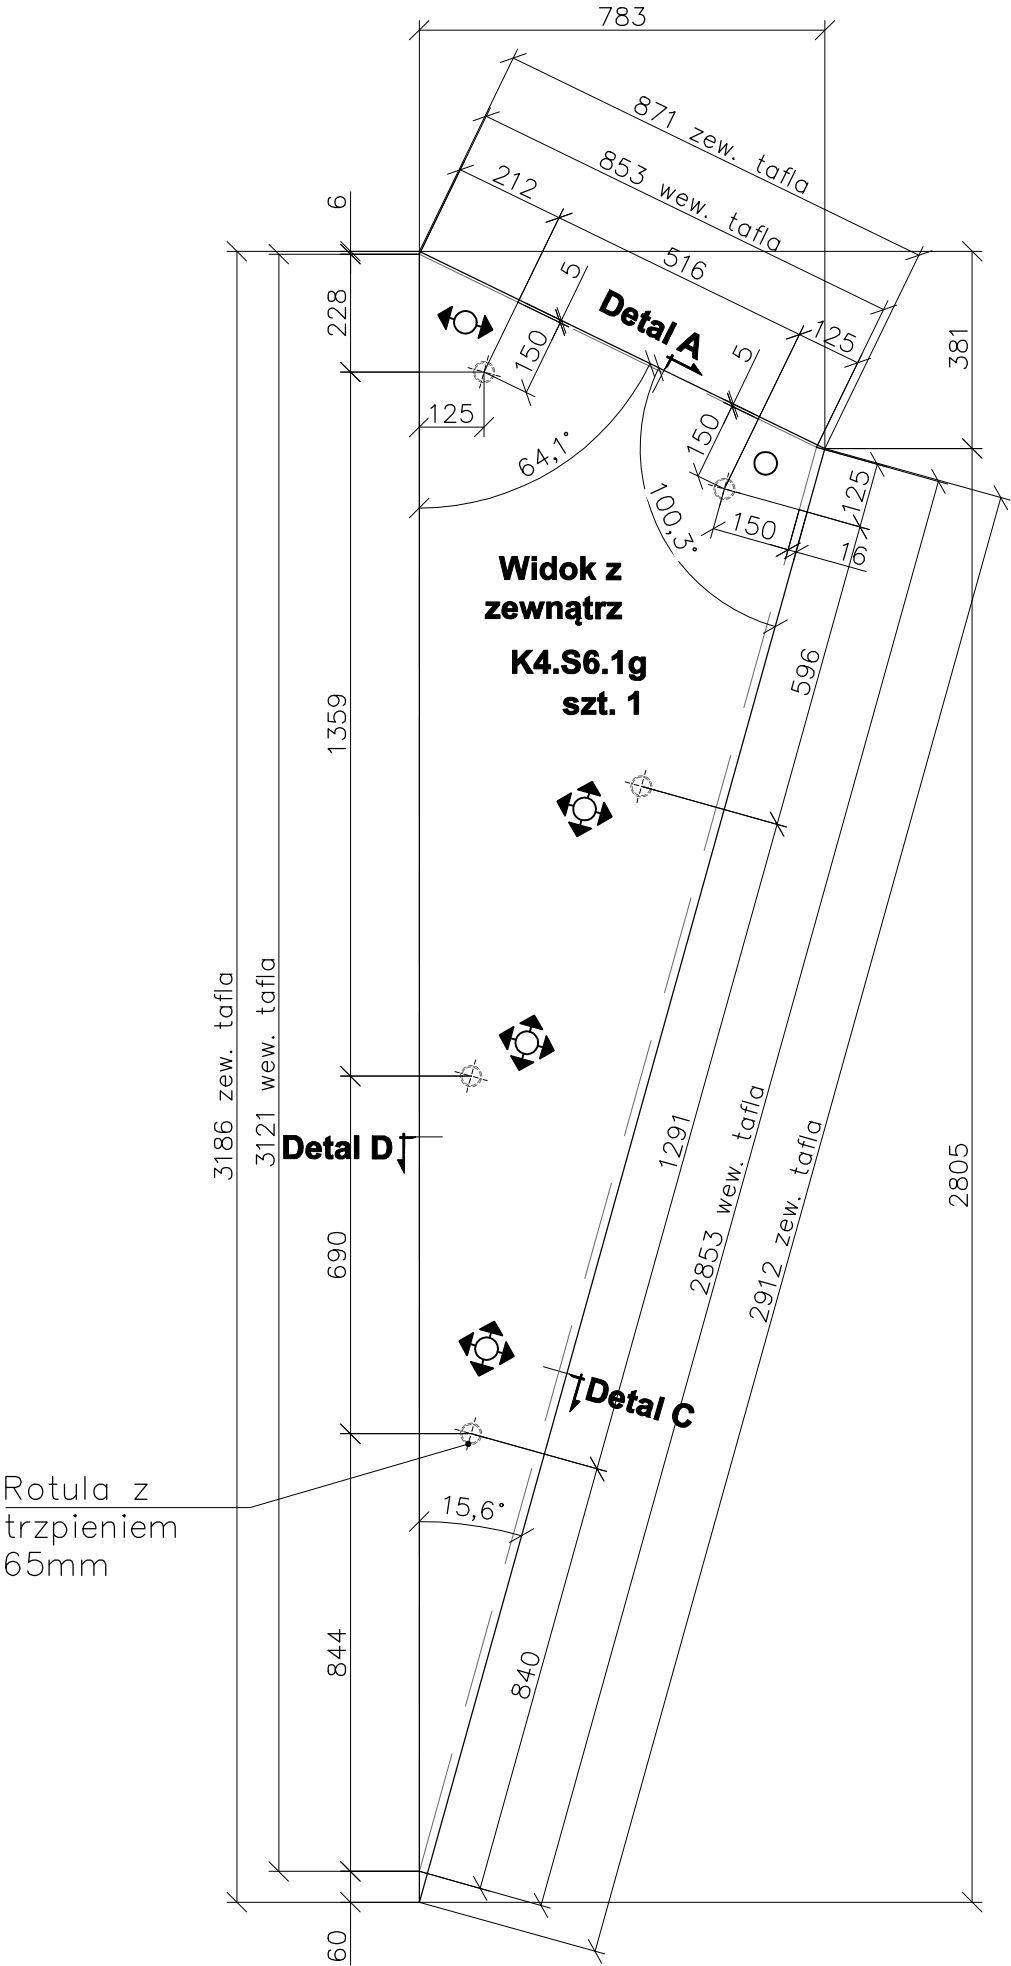 783
871 zew. tafla
853 wew. tafla
212
516
125
6
228
5
150
Detal A
5
150
381
125
64,1°
100,3°
150
16
125
Widok z
zewnątrz
K4.S6.1g
szt. 1
596
1359
3186 zew. tafla
3121 wew. tafla
Detal D
1291
2853 wew. tafla
2912 zew. tafla
2805
690
Detal C
Rotula z
trzpieniem
65mm
15,6°
844
840
60